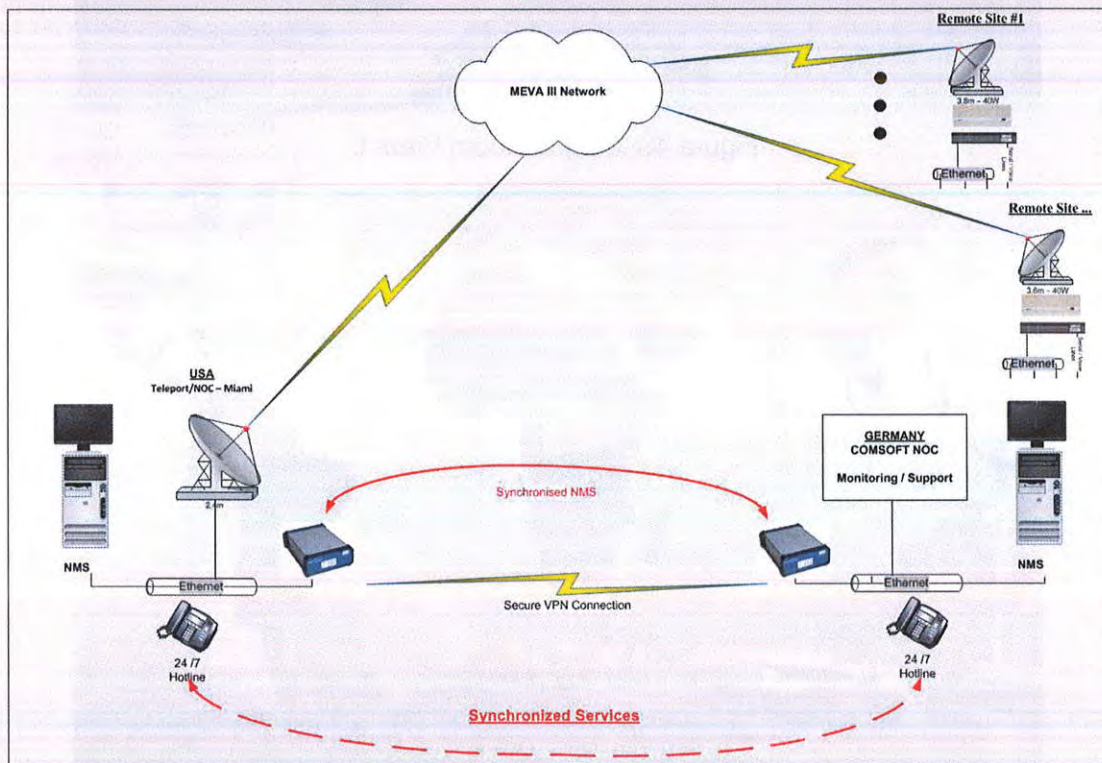 Remote Site #1
MEVA III Network
3.8m - 40W
Ethernet
Remote Site ...
3.8m - 40W
Ethernet
USA
Teleport/NOC – Miami
2.4m
GERMANY
COMSOFT NOC
Monitoring / Support
Synchronised NMS
NMS
Ethernet
Secure VPN Connection
Ethernet
NMS
24 /7
Hotline
24 /7
Hotline
Synchronized Services